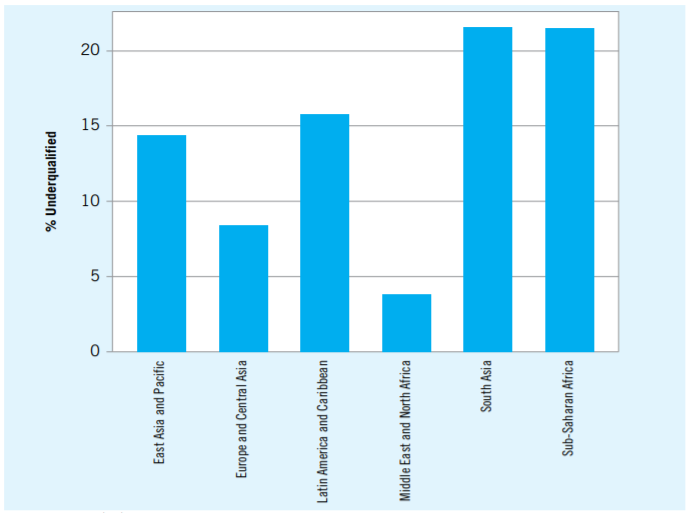 % Underqualified
20
15
10
5
0
East Asia and Pacific
Europe and Central Asia
Latin America and Caribbean
Middle East and North Africa
South Asia
Sub-Saharan Africa